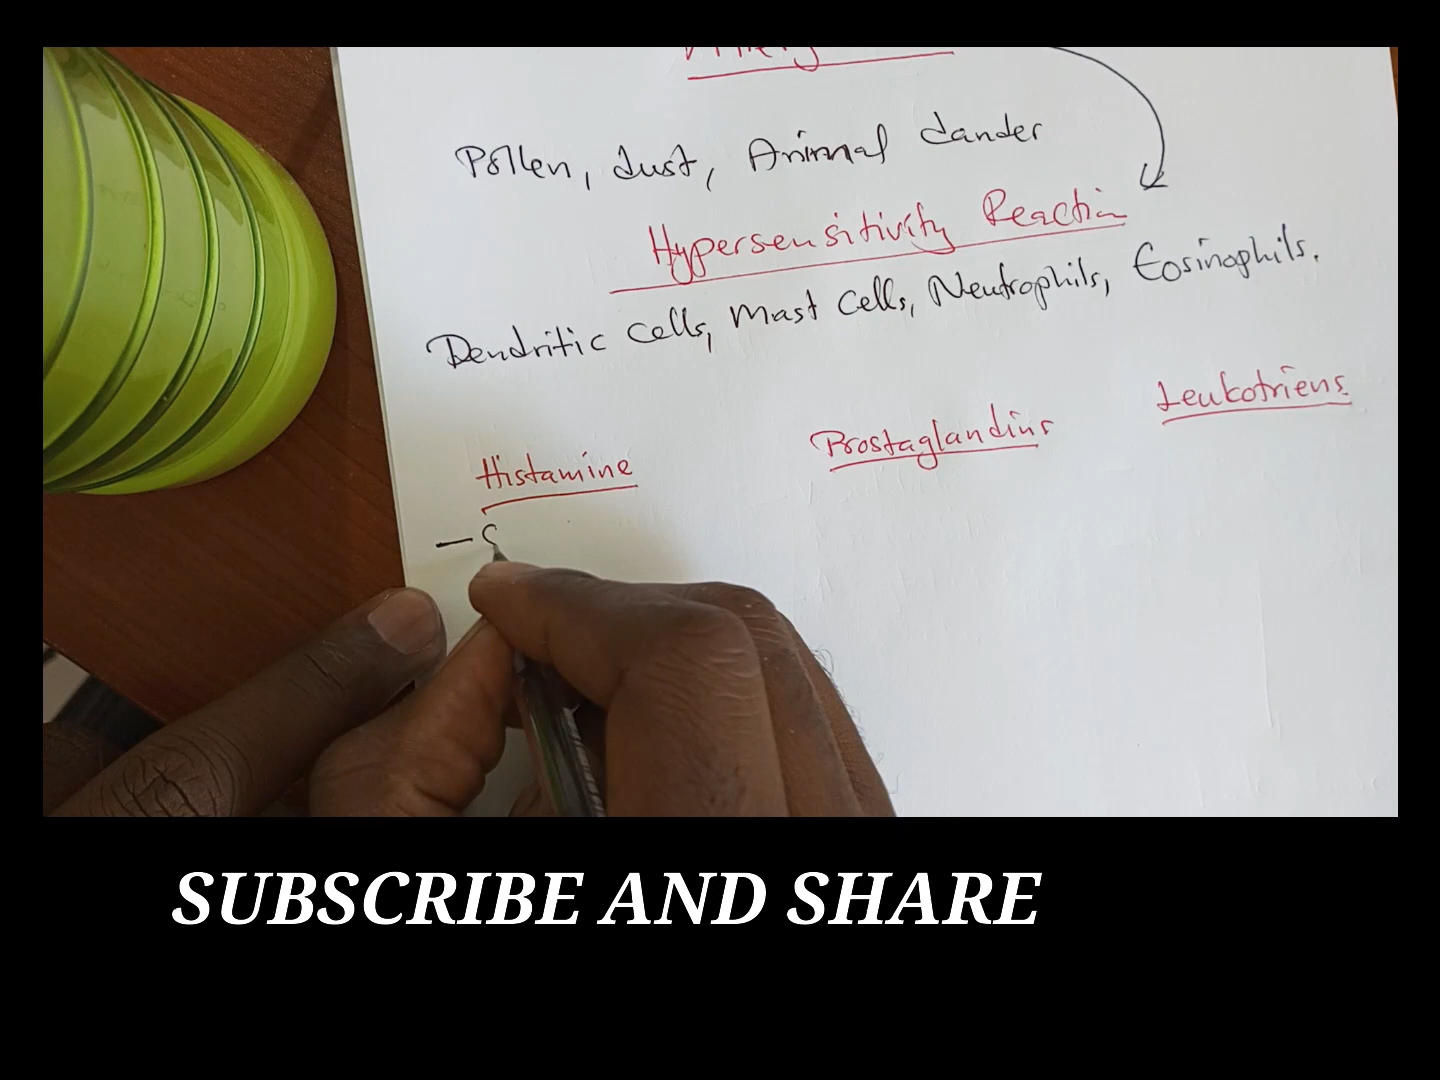 Pollen, dust, Animal dander
Hypersensitivity Reaction
Dendritic cells, Mast cells, Neutrophils, Eosinophils.
Histamine Prostaglandins Leukotriens
– S
SUBSCRIBE AND SHARE